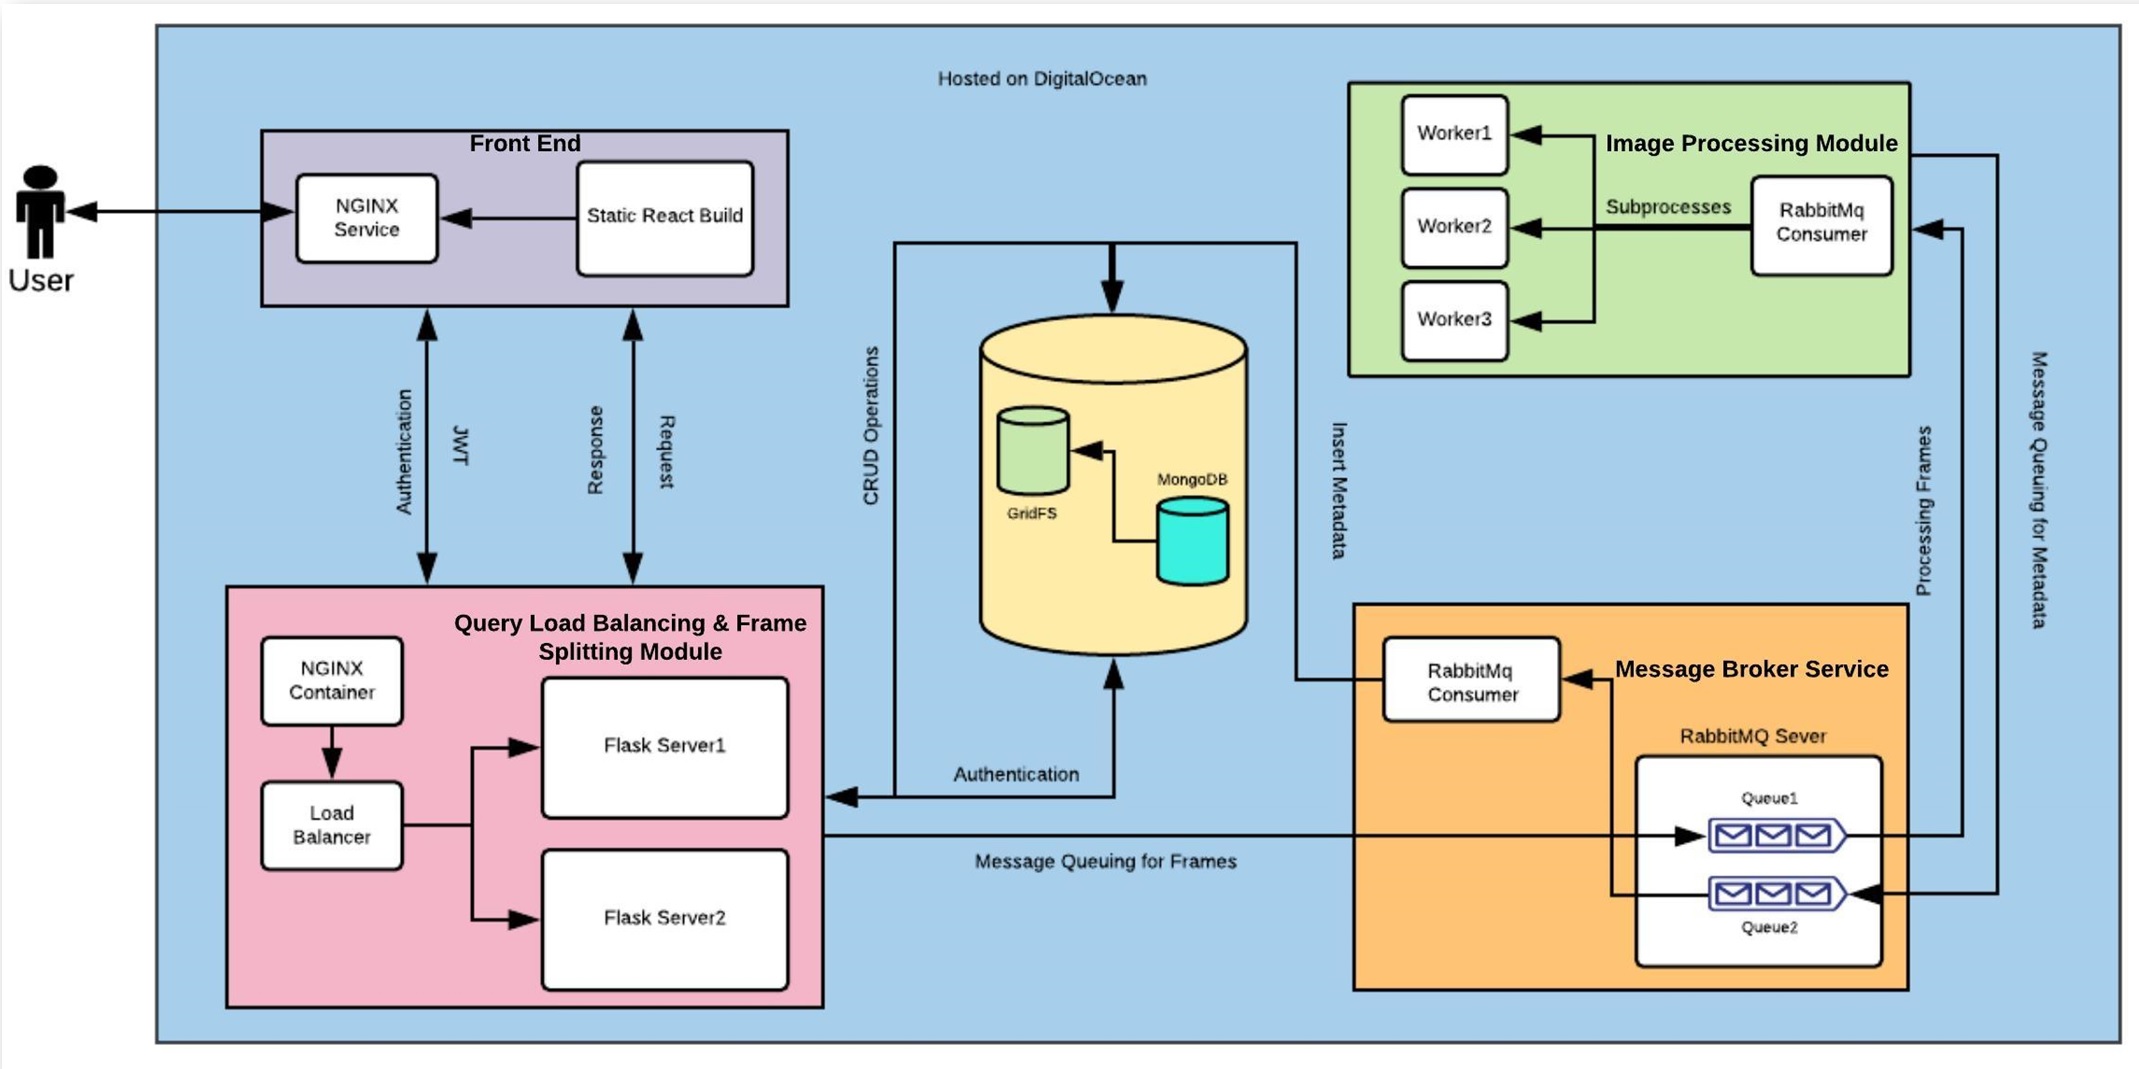 Hosted on DigitalOcean
User
Front End
NGINX
Service
Static React Build
Authentication
JWT
Response
Request
Query Load Balancing & Frame
Splitting Module
NGINX
Container
Load
Balancer
Flask Server1
Flask Server2
CRUD Operations
GridFS
MongoDB
Insert Metadata
Authentication
Message Queuing for Frames
Image Processing Module
Worker1
Worker2
Worker3
Subprocesses
RabbitMq
Consumer
Processing Frames
Message Queuing for Metadata
Message Broker Service
RabbitMq
Consumer
RabbitMQ Sever
Queue1
Queue2